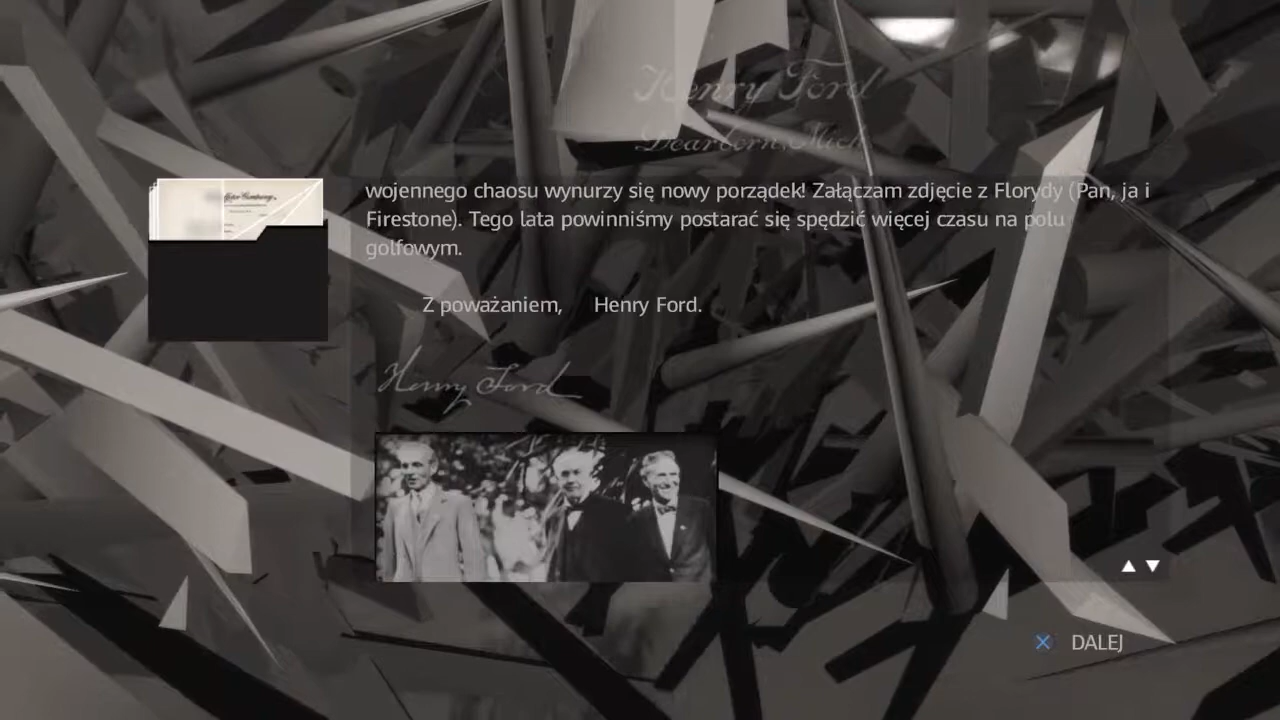 Henry Ford
Dearborn, Mich.
wojennego chaosu wynurzy się nowy porządek! Załączam zdjęcie z Florydy (Pan, ja i
Firestone). Tego lata powinniśmy postarać się spędzić więcej czasu na polu
golfowym.
Z poważaniem, Henry Ford.
Henry Ford
DALEJ